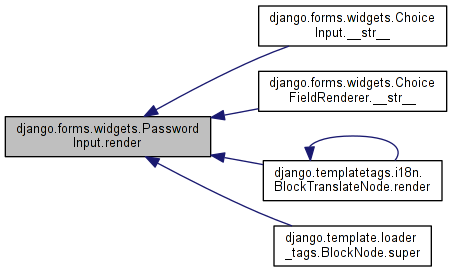 django.forms.widgets.Choice
Input.__str__
django.forms.widgets.Choice
FieldRenderer.__str__
django.forms.widgets.Password
Input.render
django.templatetags.i18n.
BlockTranslateNode.render
django.template.loader
_tags.BlockNode.super